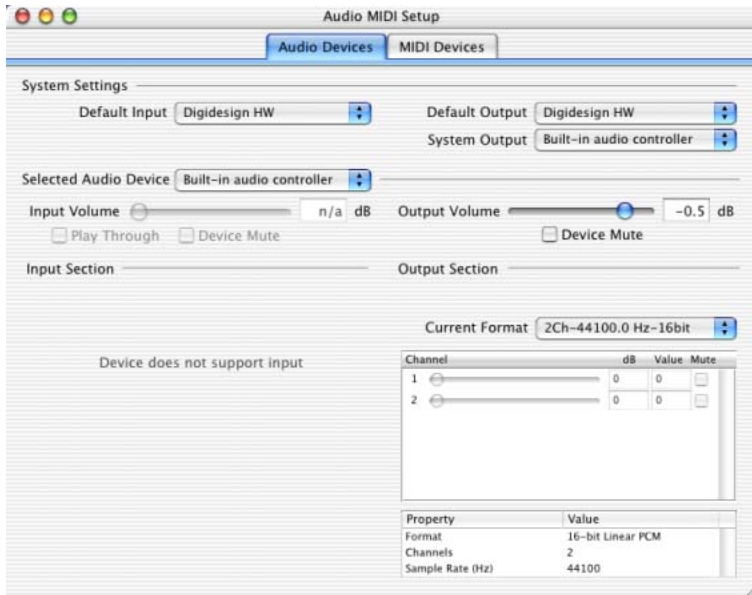 Audio MIDI Setup
Audio Devices MIDI Devices
System Settings
Default Input Digidesign HW Default Output Digidesign HW
System Output Built-in audio controller
Selected Audio Device Built-in audio controller
Input Volume n/a dB Output Volume -0.5 dB
Play Through Device Mute Device Mute
Input Section Output Section
Current Format 2Ch-44100.0 Hz-16bit
Device does not support input
Channel dB Value Mute
1 0 0
2 0 0
Property Value
Format 16-bit Linear PCM
Channels 2
Sample Rate (Hz) 44100